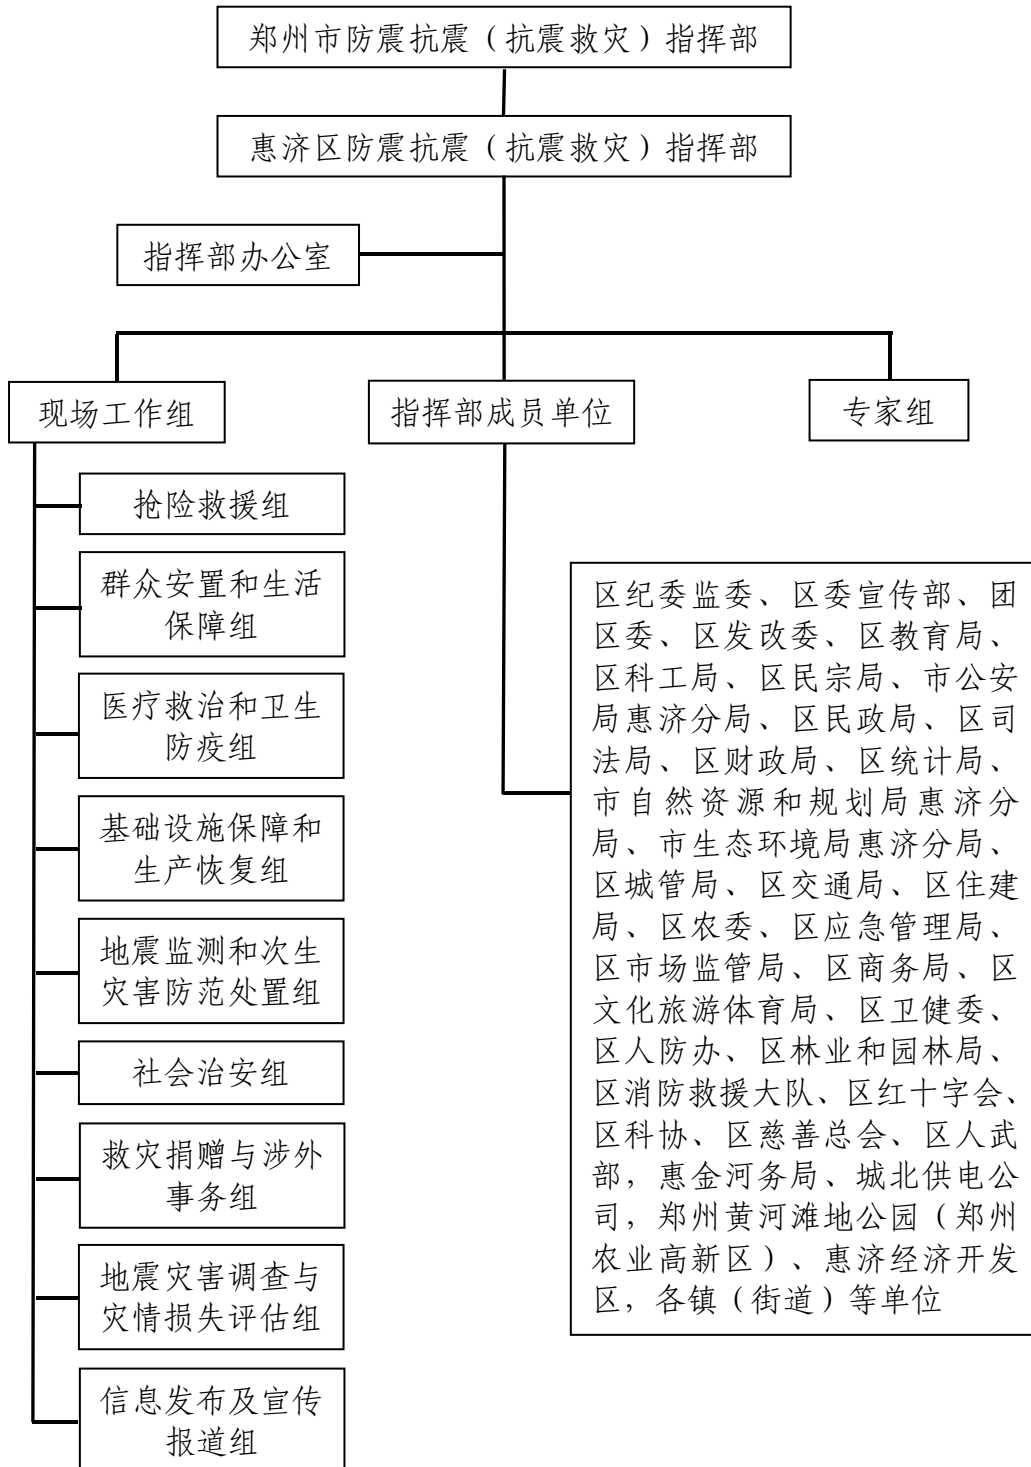 郑州市防震抗震（抗震救灾）指挥部
惠济区防震抗震（抗震救灾）指挥部
指挥部办公室
现场工作组
指挥部成员单位
专家组
抢险救援组
群众安置和生活
保障组
医疗救治和卫生
防疫组
基础设施保障和
生产恢复组
地震监测和次生
灾害防范处置组
社会治安组
救灾捐赠与涉外
事务组
地震灾害调查与
灾情损失评估组
信息发布及宣传
报道组
区纪委监委、区委宣传部、团
区委、区发改委、区教育局、
区科工局、区民宗局、市公安
局惠济分局、区民政局、区司
法局、区财政局、区统计局、
市自然资源和规划局惠济分
局、市生态环境局惠济分局、
区城管局、区交通局、区住建
局、区农委、区应急管理局、
区市场监管局、区商务局、区
文化旅游体育局、区卫健委、
区人防办、区林业和园林局、
区消防救援大队、区红十字会、
区科协、区慈善总会、区人武
部，惠金河务局、城北供电公
司，郑州黄河滩地公园（郑州
农业高新区）、惠济经济开发
区，各镇（街道）等单位